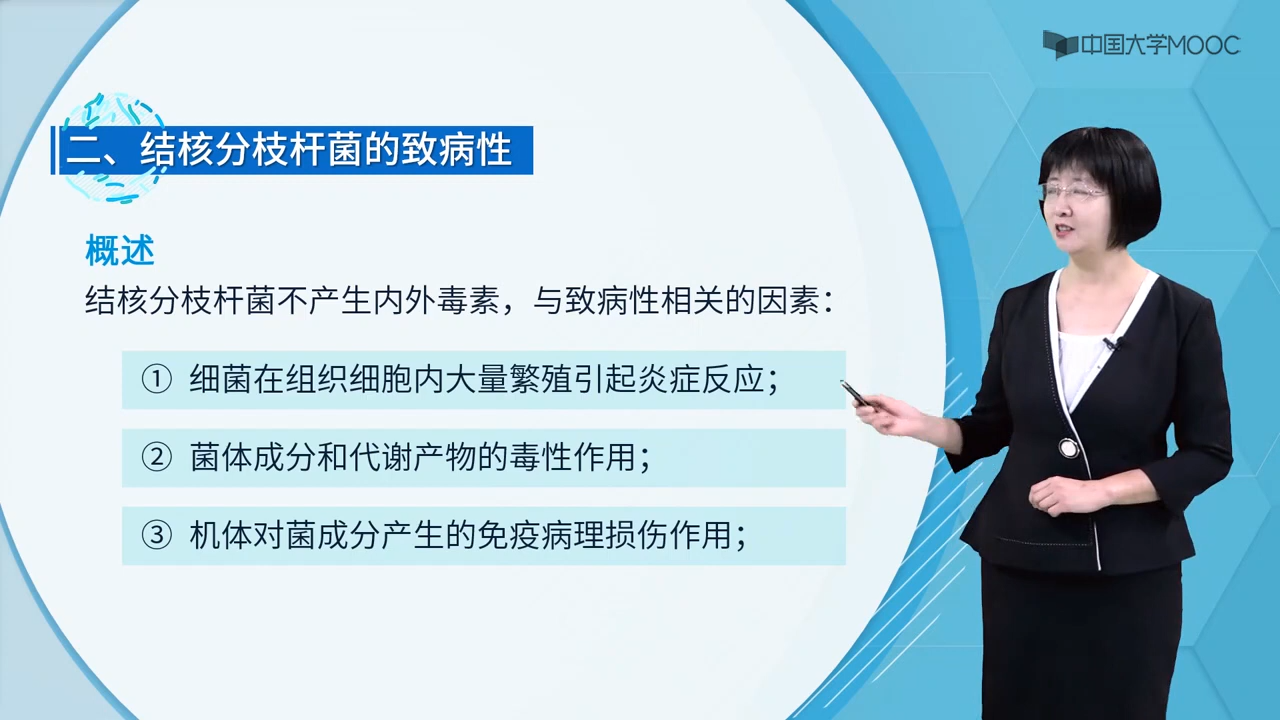 中国大学MOOC
二、结核分枝杆菌的致病性
概述
结核分枝杆菌不产生内外毒素，与致病性相关的因素：
① 细菌在组织细胞内大量繁殖引起炎症反应；
② 菌体成分和代谢产物的毒性作用；
③ 机体对菌成分产生的免疫病理损伤作用；